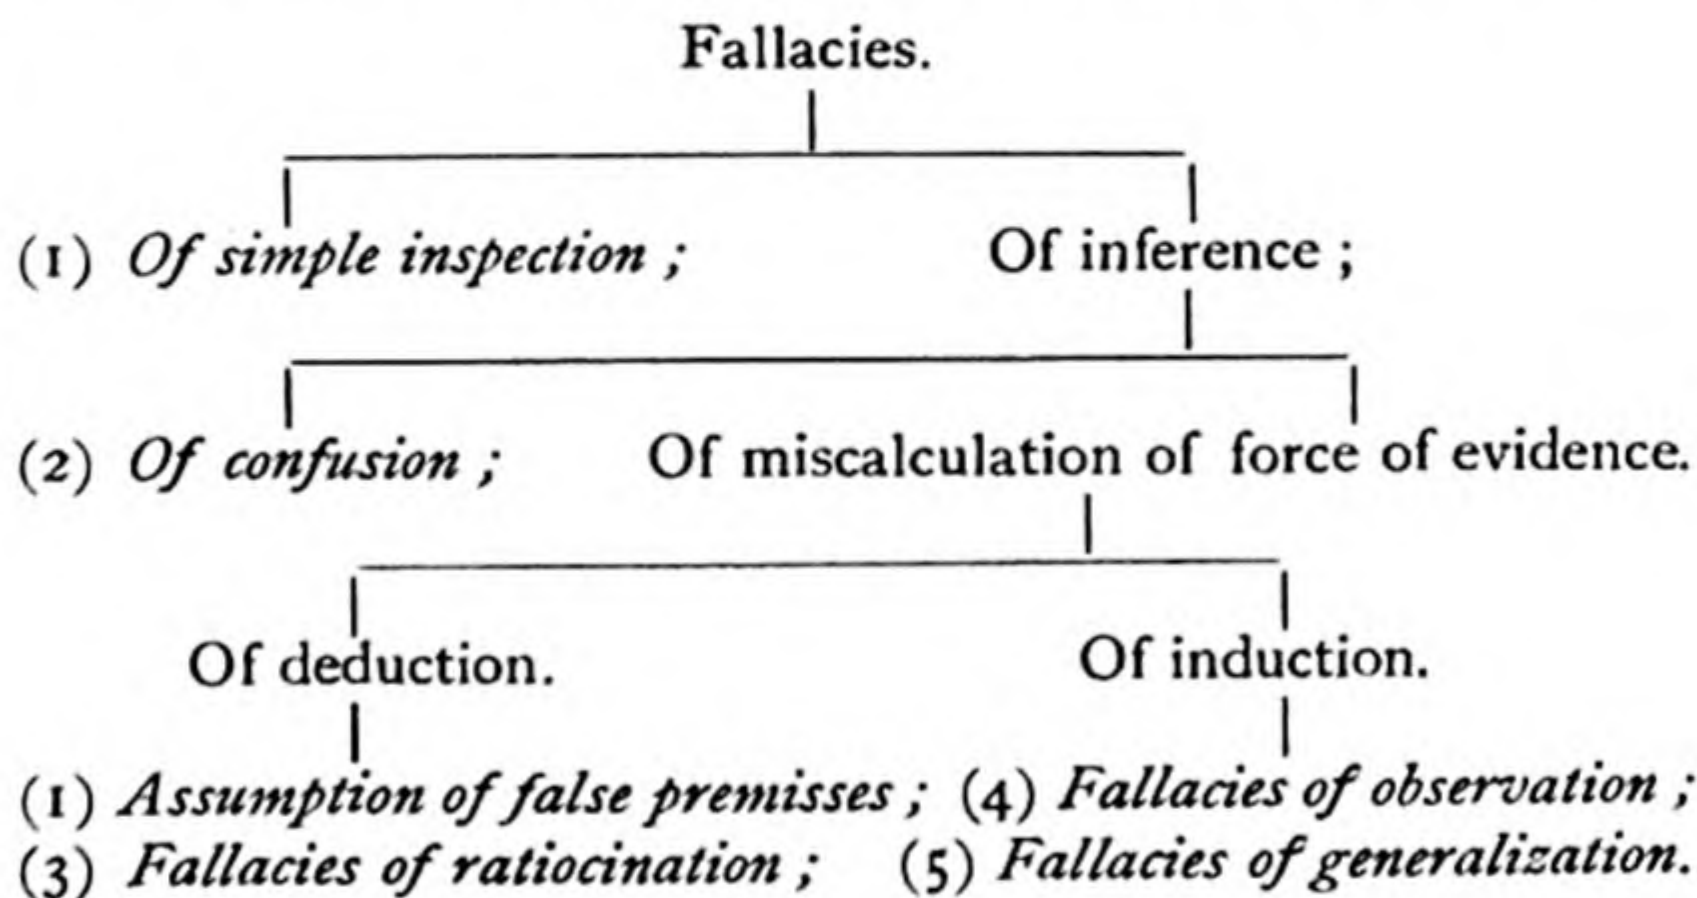 Fallacies.
(1) Of simple inspection ; Of inference ;
(2) Of confusion ; Of miscalculation of force of evidence.
Of deduction. Of induction.
(1) Assumption of false premisses ; (4) Fallacies of observation ;
(3) Fallacies of ratiocination ; (5) Fallacies of generalization.